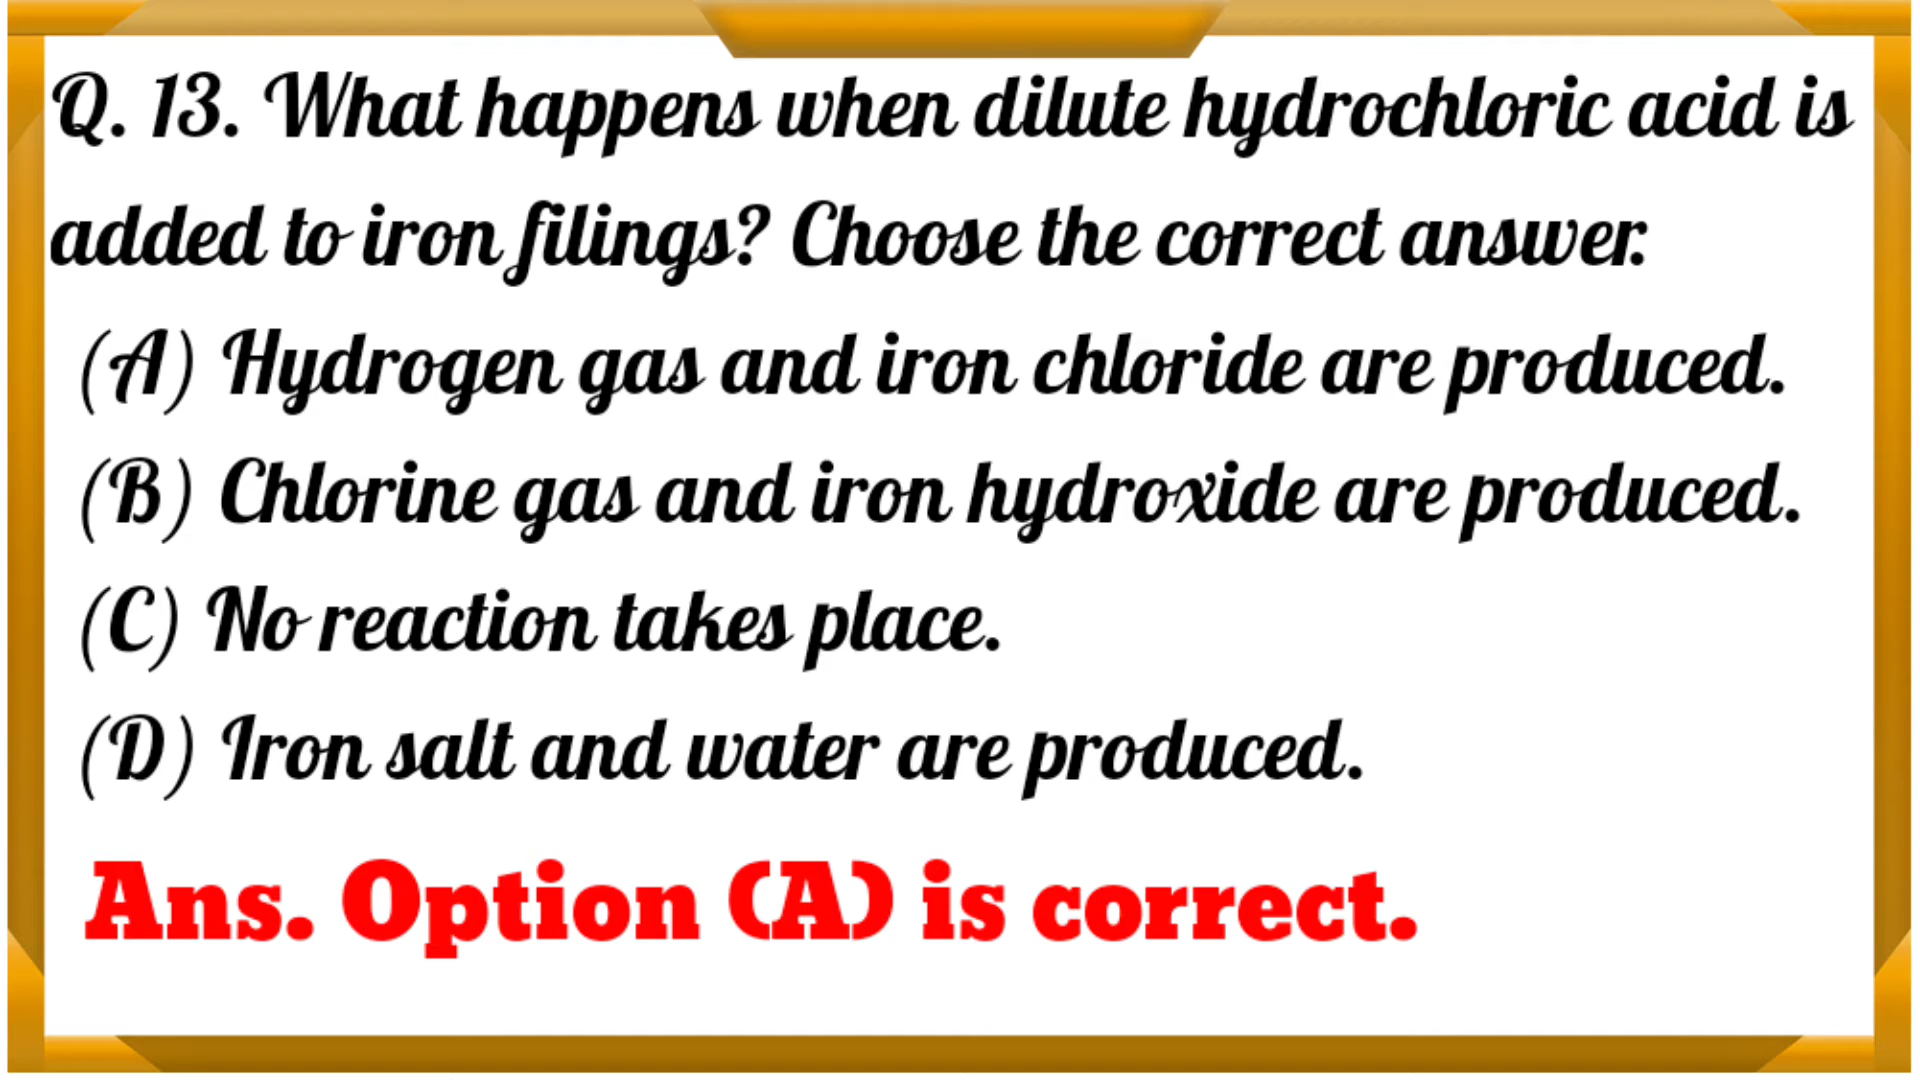 Q. 13. What happens when dilute hydrochloric acid is
added to iron filings? Choose the correct answer.
(A) Hydrogen gas and iron chloride are produced.
(B) Chlorine gas and iron hydroxide are produced.
(C) No reaction takes place.
(D) Iron salt and water are produced.
Ans. Option (A) is correct.